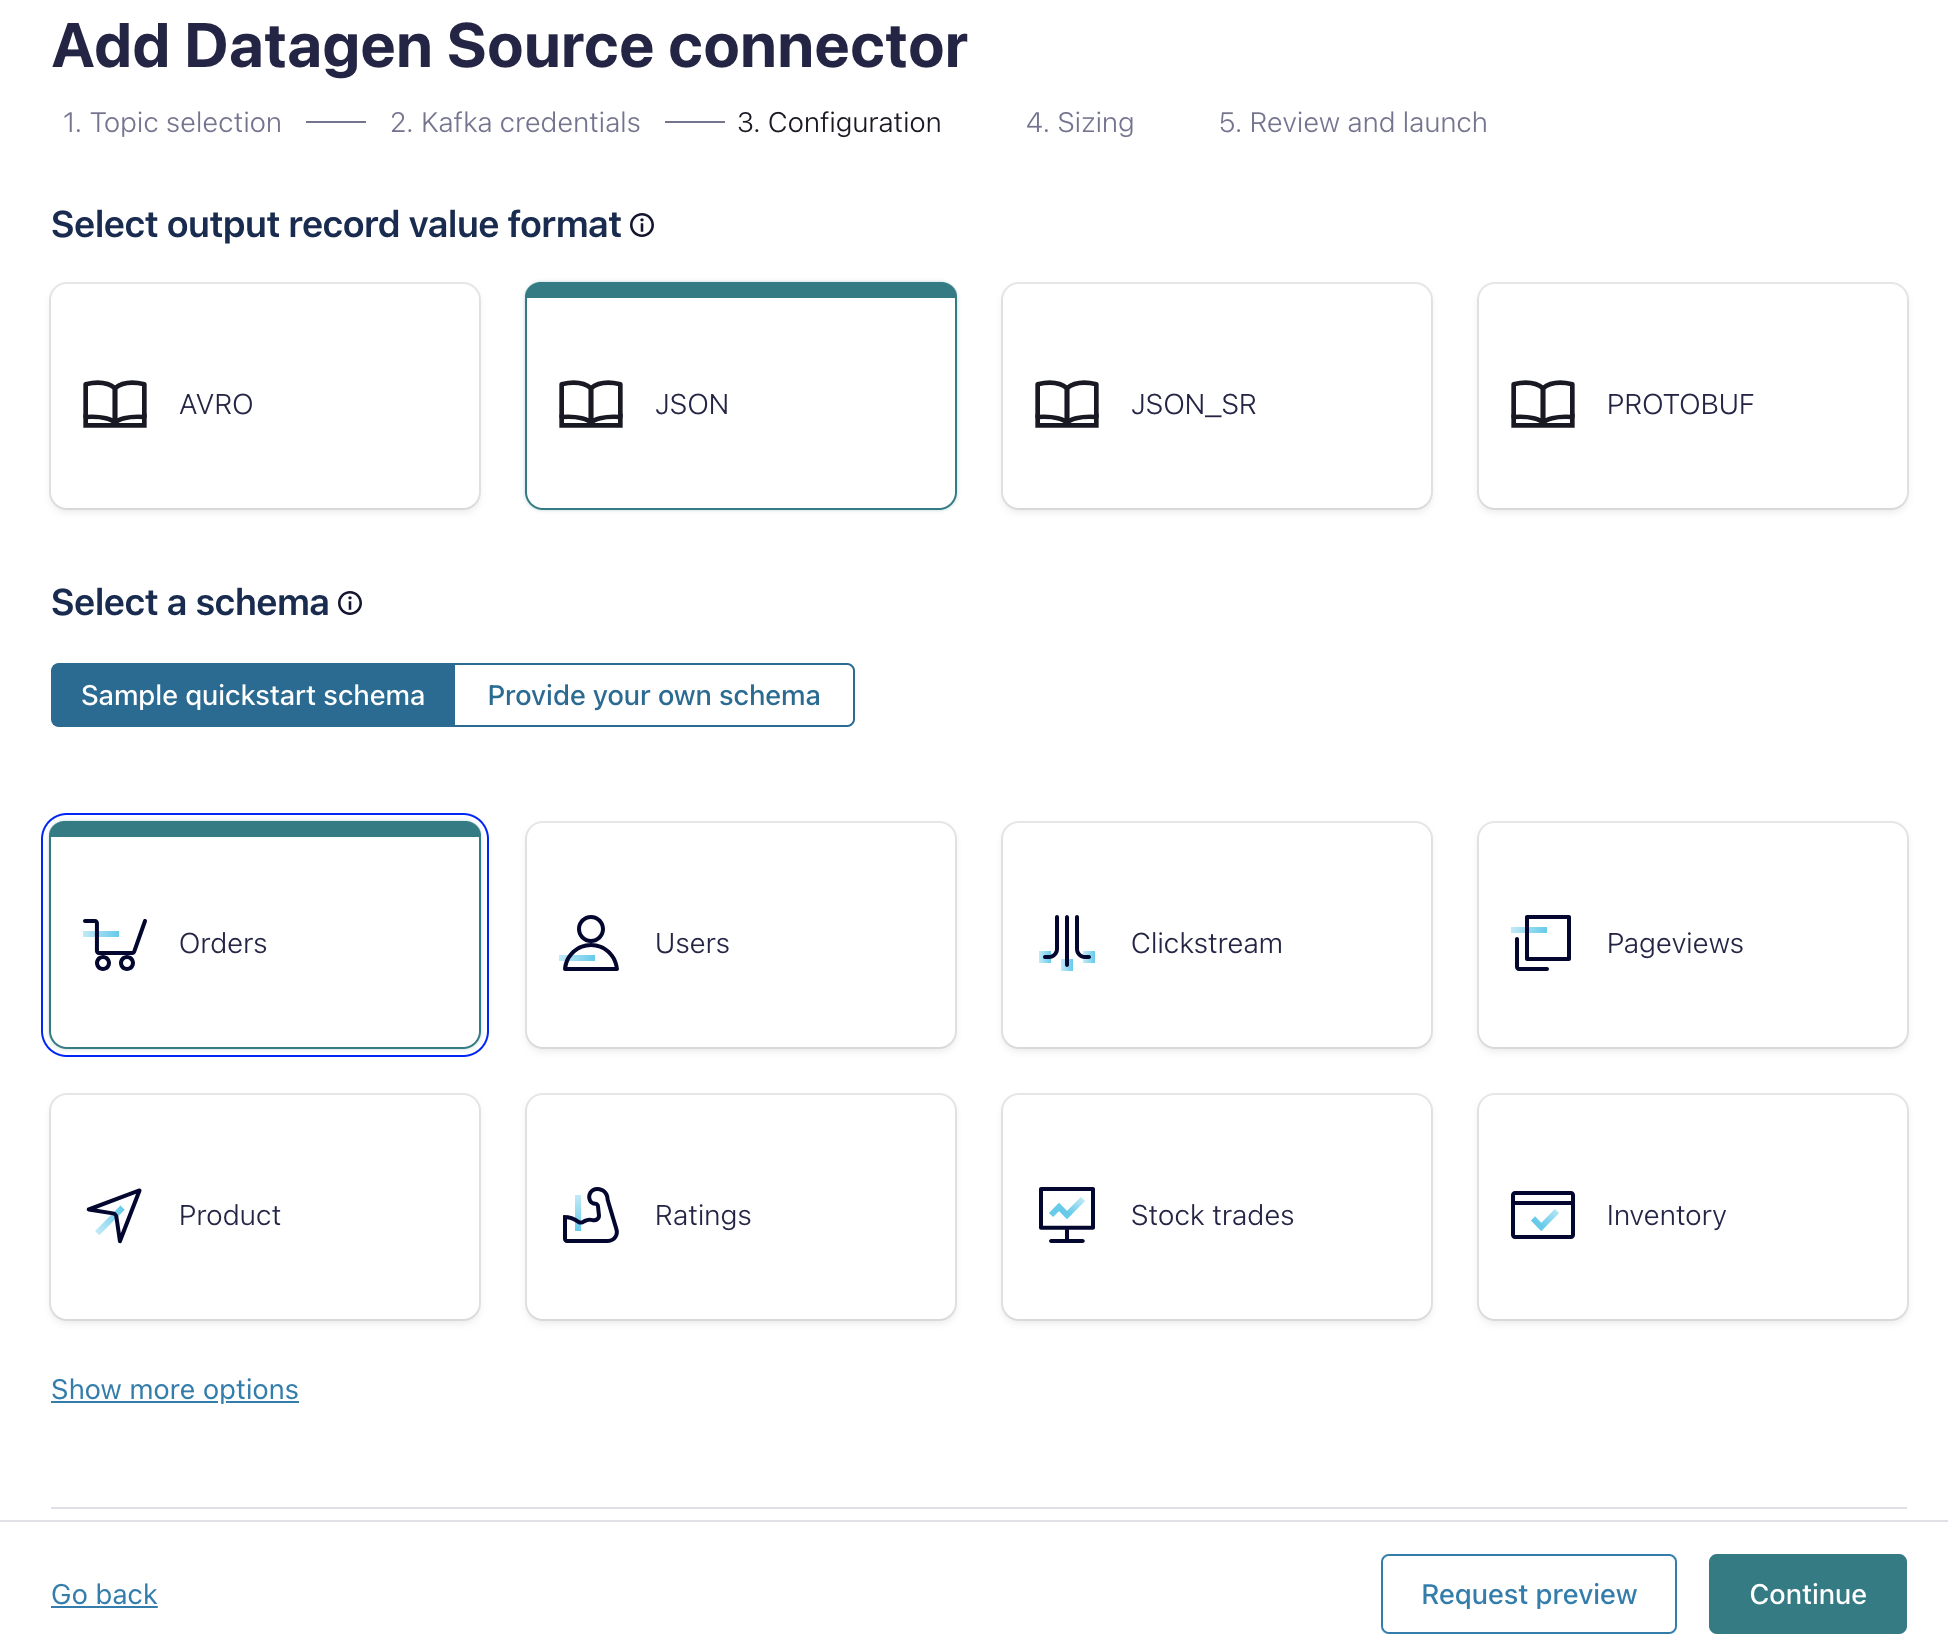 Add Datagen Source connector
1. Topic selection 2. Kafka credentials 3. Configuration 4. Sizing 5. Review and launch
Select output record value format
AVRO JSON JSON_SR PROTOBUF
Select a schema
Sample quickstart schema Provide your own schema
Orders Users Clickstream Pageviews
Product Ratings Stock trades Inventory
Show more options
Go back Request preview Continue